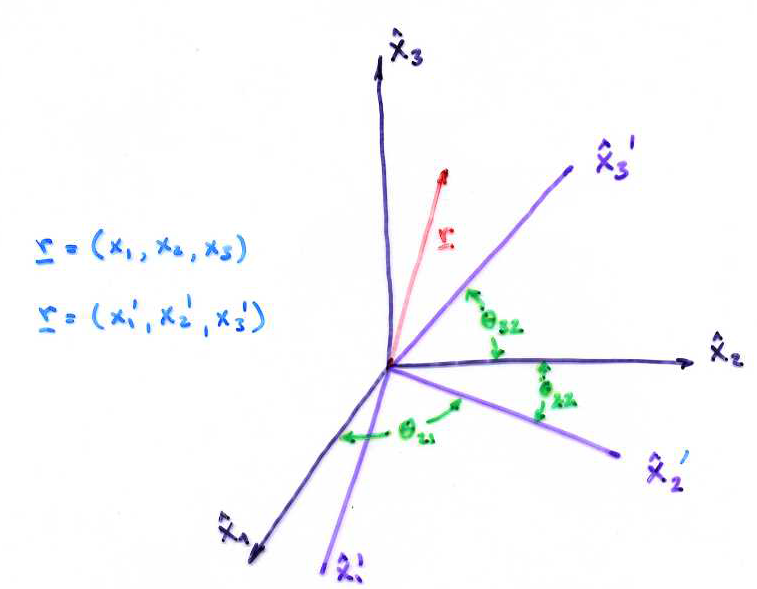 x̂₃
x̂₃'
r
r = (x₁, x₂, x₃)
r = (x₁', x₂', x₃')
θ₃₂
x̂₂
θ₂₂
θ₂₁
x̂₂'
x̂₁
x̂₁'